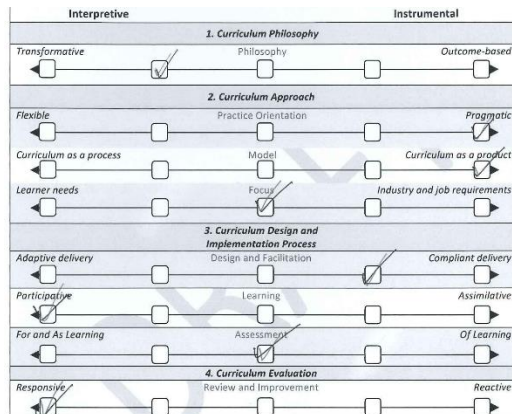 Interpretive Instrumental
1. Curriculum Philosophy
Transformative Philosophy Outcome-based
2. Curriculum Approach
Flexible Practice Orientation Pragmatic
Curriculum as a process Model Curriculum as a product
Learner needs Focus Industry and job requirements
3. Curriculum Design and
Implementation Process
Adaptive delivery Design and Facilitation Compliant delivery
Participative Learning Assimilative
For and As Learning Assessment Of Learning
4. Curriculum Evaluation
Responsive Review and Improvement Reactive